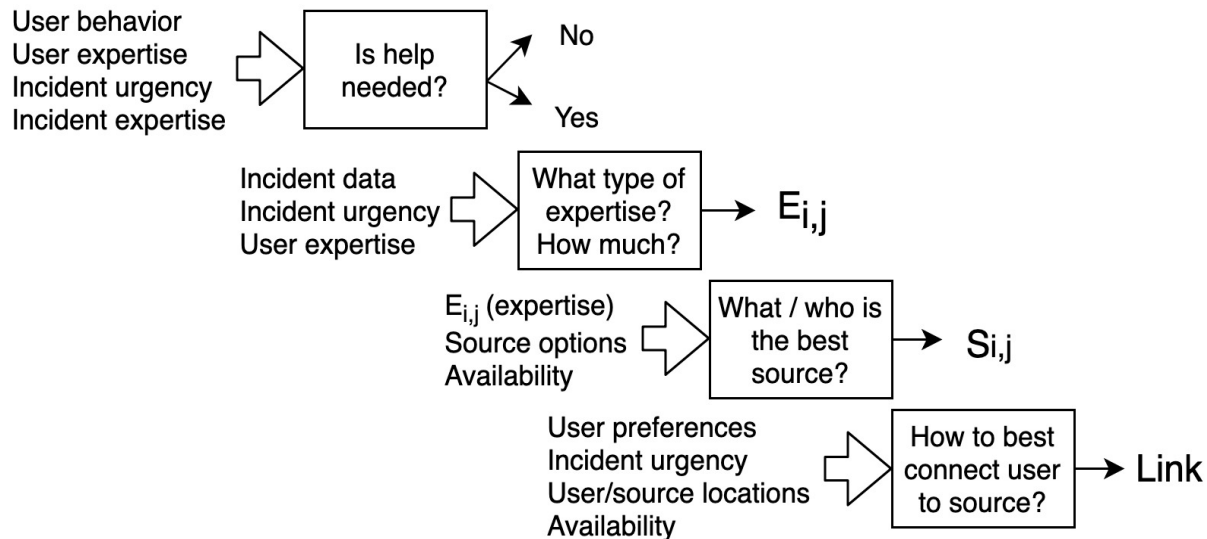 User behavior
User expertise
Incident urgency
Incident expertise
Is help
needed?
No
Yes
Incident data
Incident urgency
User expertise
What type of
expertise?
How much?
Ei,j
Ei,j (expertise)
Source options
Availability
What / who is
the best
source?
Si,j
User preferences
Incident urgency
User/source locations
Availability
How to best
connect user
to source?
Link